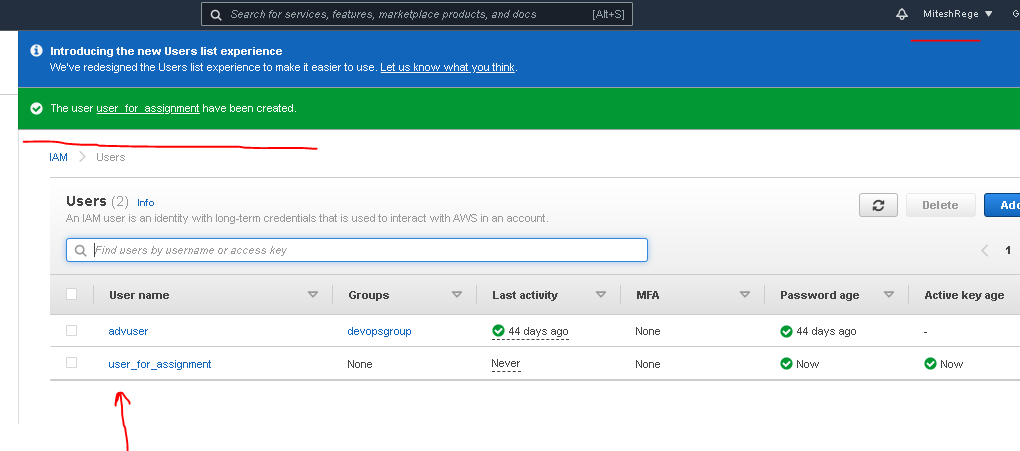 Search for services, features, marketplace products, and docs [Alt+S] MiteshRege ▼ G
Introducing the new Users list experience
We've redesigned the Users list experience to make it easier to use. Let us know what you think.
The user user_for_assignment have been created.
IAM > Users
Users (2) Info
An IAM user is an identity with long-term credentials that is used to interact with AWS in an account.
Delete Add
Find users by username or access key
1
User name Groups Last activity MFA Password age Active key age
advuser devopsgroup 44 days ago None 44 days ago -
user_for_assignment None Never None Now Now